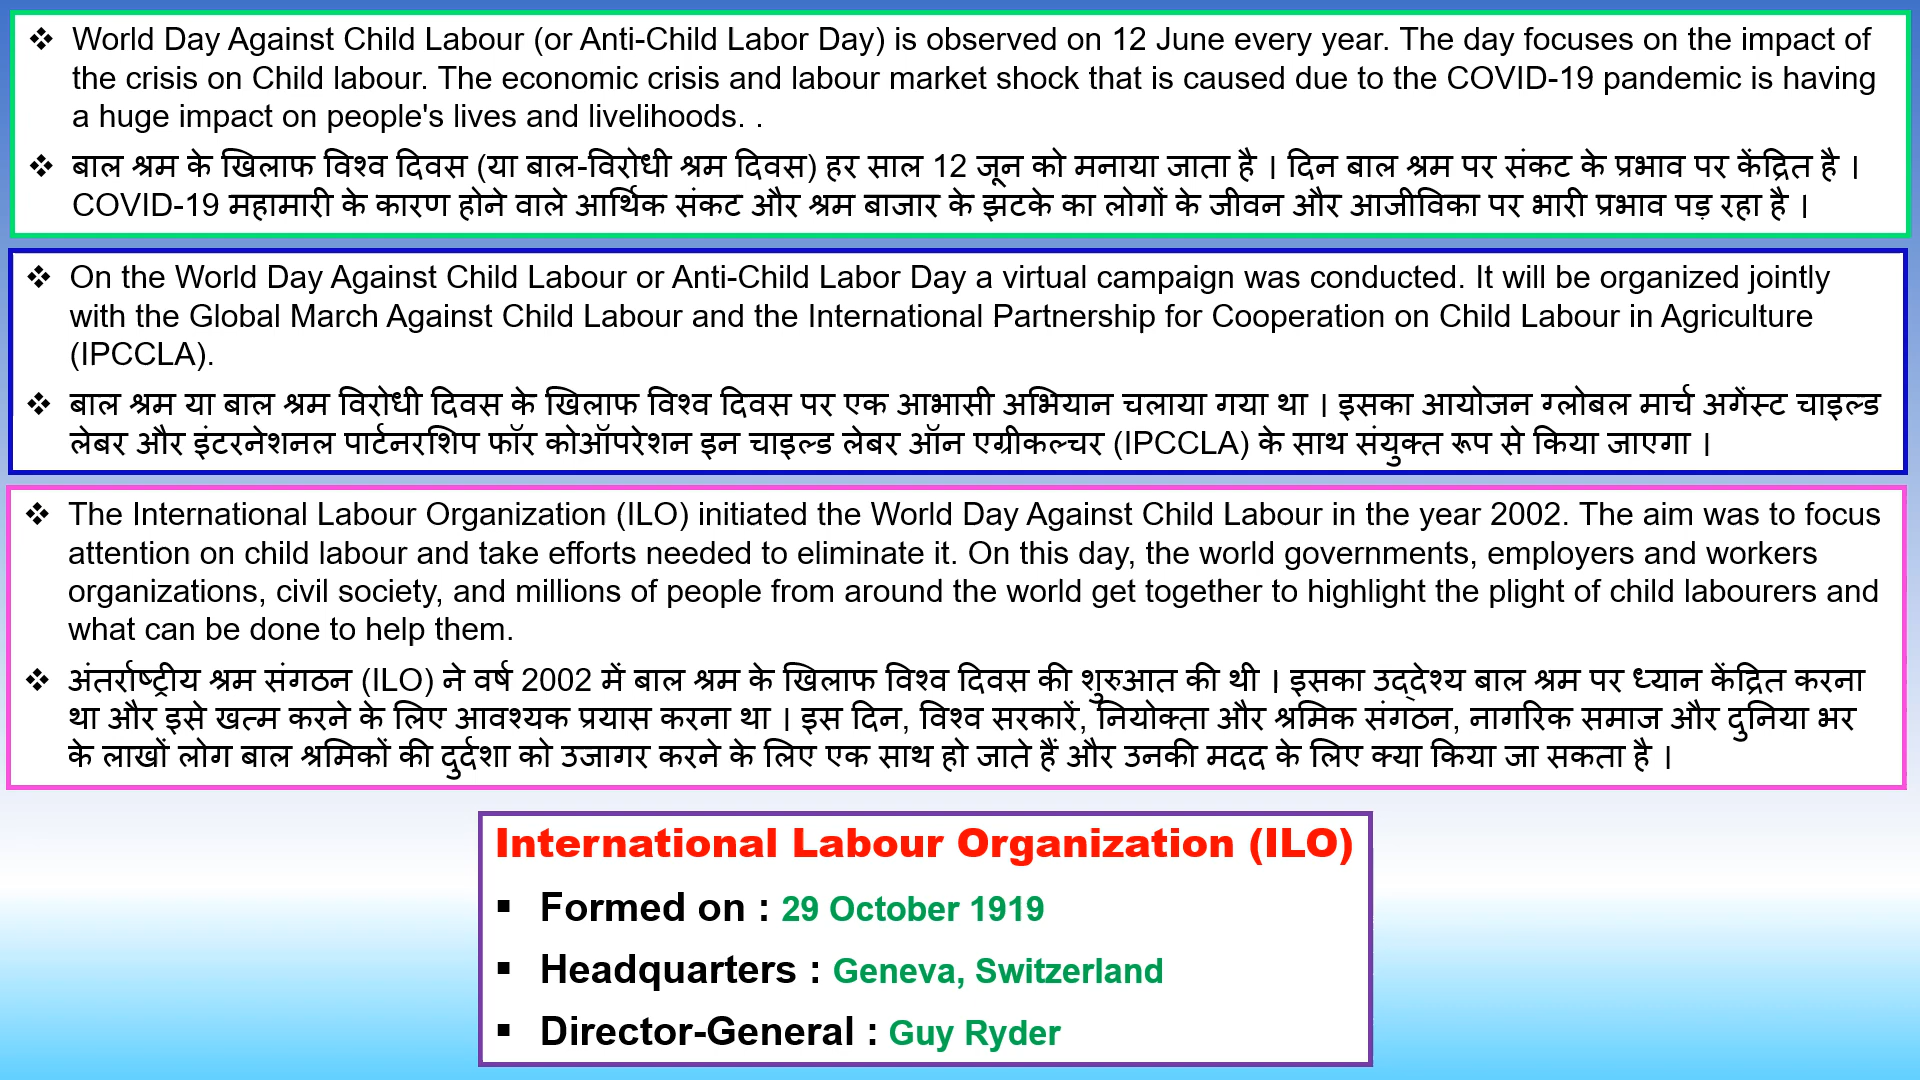 ❖ World Day Against Child Labour (or Anti-Child Labor Day) is observed on 12 June every year. The day focuses on the impact of
the crisis on Child labour. The economic crisis and labour market shock that is caused due to the COVID-19 pandemic is having
a huge impact on people's lives and livelihoods. .
❖ बाल श्रम के खिलाफ विश्व दिवस (या बाल-विरोधी श्रम दिवस) हर साल 12 जून को मनाया जाता है । दिन बाल श्रम पर संकट के प्रभाव पर केंद्रित है ।
COVID-19 महामारी के कारण होने वाले आर्थिक संकट और श्रम बाजार के झटके का लोगों के जीवन और आजीविका पर भारी प्रभाव पड़ रहा है ।
❖ On the World Day Against Child Labour or Anti-Child Labor Day a virtual campaign was conducted. It will be organized jointly
with the Global March Against Child Labour and the International Partnership for Cooperation on Child Labour in Agriculture
(IPCCLA).
❖ बाल श्रम या बाल श्रम विरोधी दिवस के खिलाफ विश्व दिवस पर एक आभासी अभियान चलाया गया था । इसका आयोजन ग्लोबल मार्च अगेंस्ट चाइल्ड
लेबर और इंटरनेशनल पार्टनरशिप फॉर कोऑपरेशन इन चाइल्ड लेबर ऑन एग्रीकल्चर (IPCCLA) के साथ संयुक्त रूप से किया जाएगा ।
❖ The International Labour Organization (ILO) initiated the World Day Against Child Labour in the year 2002. The aim was to focus
attention on child labour and take efforts needed to eliminate it. On this day, the world governments, employers and workers
organizations, civil society, and millions of people from around the world get together to highlight the plight of child labourers and
what can be done to help them.
❖ अंतर्राष्ट्रीय श्रम संगठन (ILO) ने वर्ष 2002 में बाल श्रम के खिलाफ विश्व दिवस की शुरुआत की थी । इसका उद्देश्य बाल श्रम पर ध्यान केंद्रित करना
था और इसे खत्म करने के लिए आवश्यक प्रयास करना था । इस दिन, विश्व सरकारें, नियोक्ता और श्रमिक संगठन, नागरिक समाज और दुनिया भर
के लाखों लोग बाल श्रमिकों की दुर्दशा को उजागर करने के लिए एक साथ हो जाते हैं और उनकी मदद के लिए क्या किया जा सकता है ।
International Labour Organization (ILO)
▪ Formed on : 29 October 1919
▪ Headquarters : Geneva, Switzerland
▪ Director-General : Guy Ryder